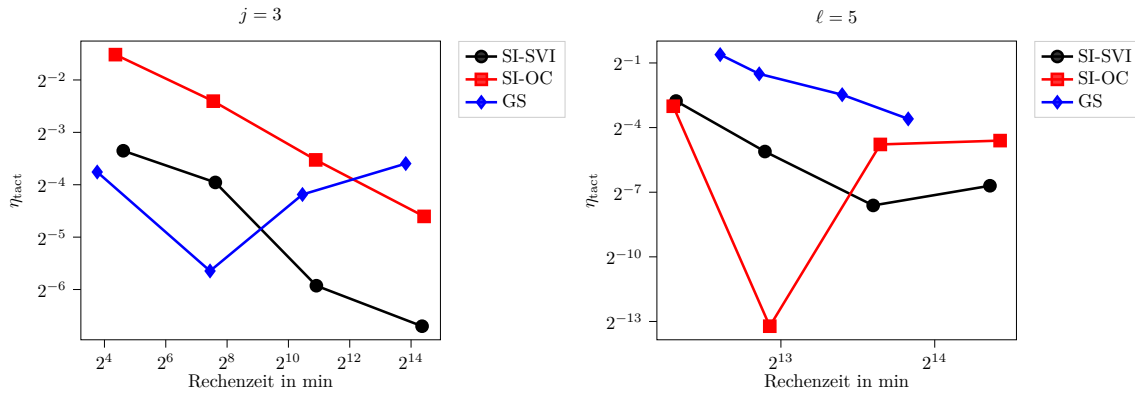 j = 3
2^{-2}
2^{-3}
2^{-4}
2^{-5}
2^{-6}
η_tact
2^4 2^6 2^8 2^{10} 2^{12} 2^{14}
Rechenzeit in min
SI-SVI
SI-OC
GS
ℓ = 5
2^{-1}
2^{-4}
2^{-7}
2^{-10}
2^{-13}
η_tact
2^{13} 2^{14}
Rechenzeit in min
SI-SVI
SI-OC
GS